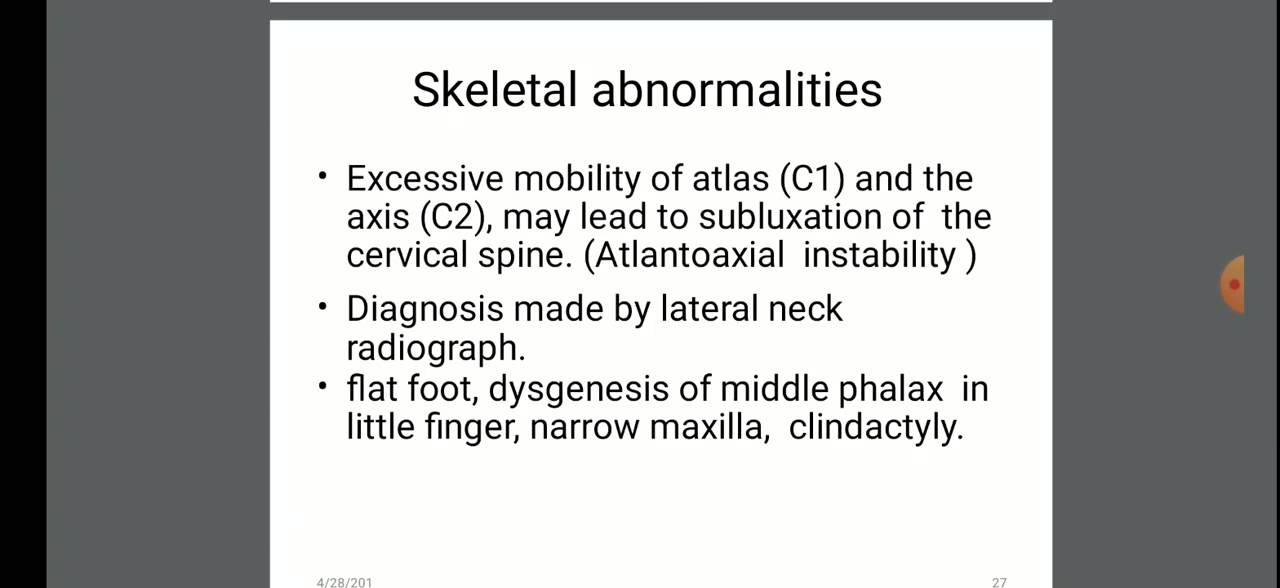 Skeletal abnormalities
• Excessive mobility of atlas (C1) and the
axis (C2), may lead to subluxation of the
cervical spine. (Atlantoaxial instability )
• Diagnosis made by lateral neck
radiograph.
• flat foot, dysgenesis of middle phalax in
little finger, narrow maxilla, clindactyly.
4/28/201 27